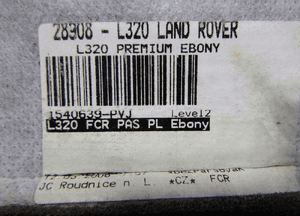 28908 - L320 LAND ROVER
L320 PREMIUM EBONY
1540639-PVJ Level2
L320 FCR PAS PL Ebony
JC Roudnice n. L. *CZ* FCR